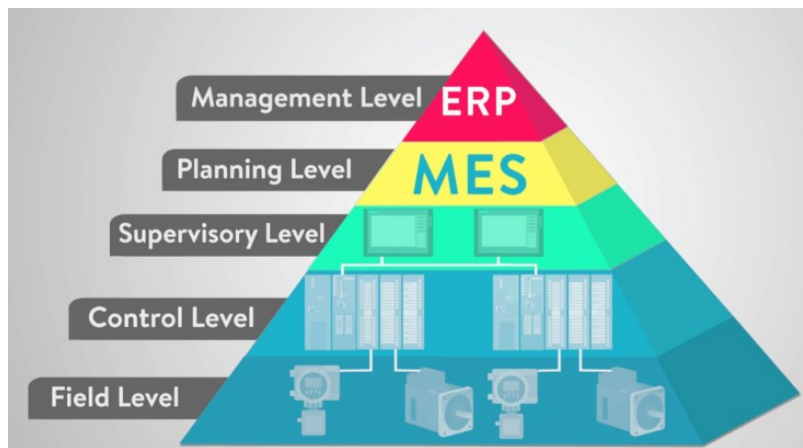 Management Level
ERP
Planning Level
MES
Supervisory Level
Control Level
Field Level